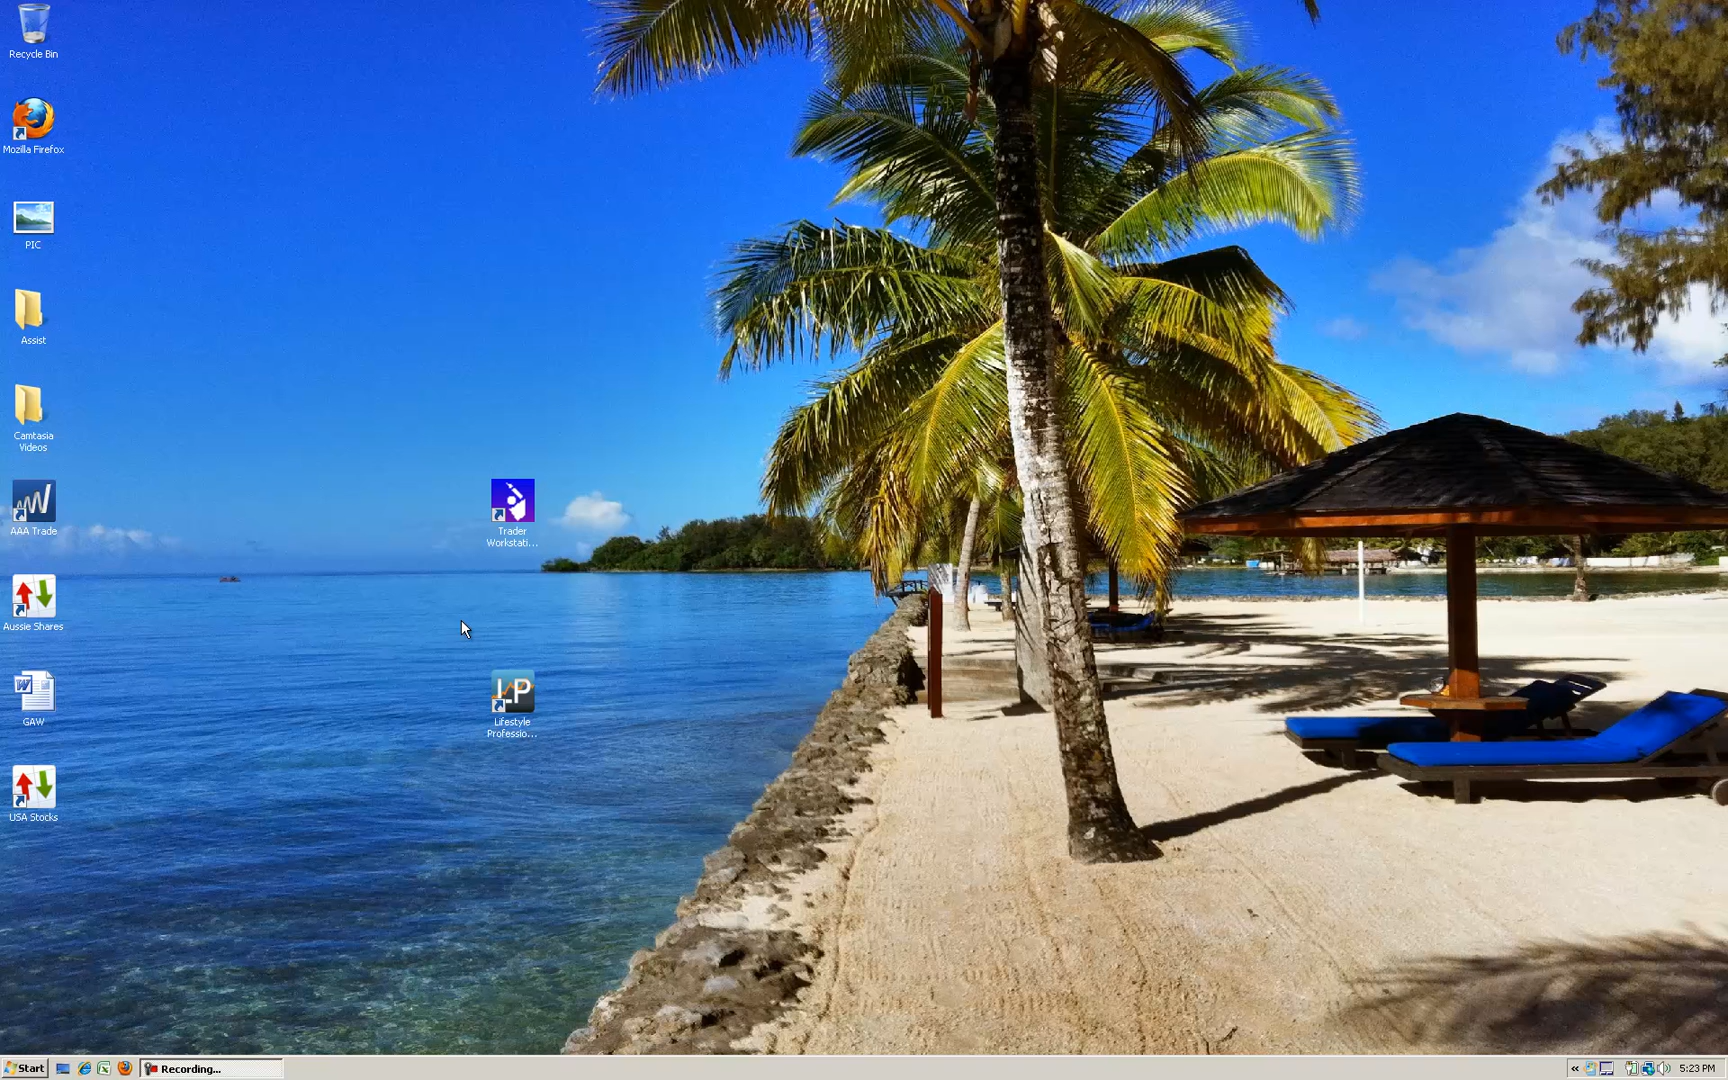 Recycle Bin
Mozilla Firefox
PIC
Assist
Camtasia
Videos
AAA Trade
Trader
Workstati...
Aussie Shares
LP
Lifestyle
Professio...
GAW
USA Stocks
Start
Recording...
«
5:23 PM